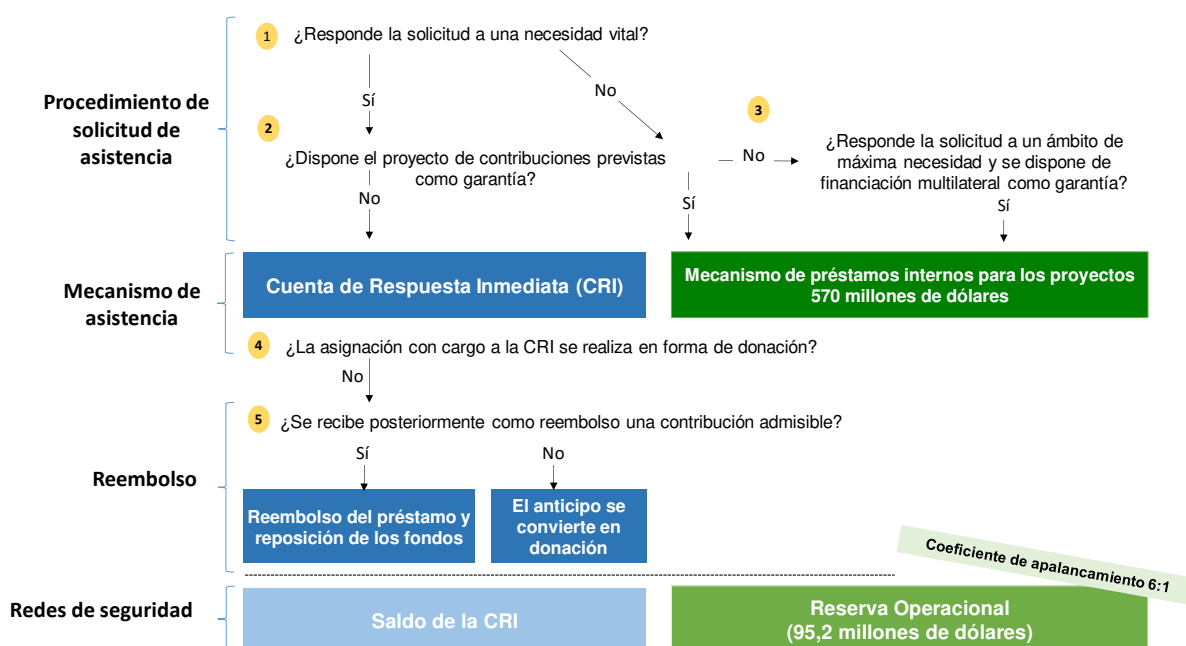 1
¿Responde la solicitud a una necesidad vital?
Procedimiento de
solicitud de
asistencia
Sí
No
2
¿Dispone el proyecto de contribuciones previstas
como garantía?
No
Sí
No
3
¿Responde la solicitud a un ámbito de
máxima necesidad y se dispone de
financiación multilateral como garantía?
Sí
Mecanismo de
asistencia
Cuenta de Respuesta Inmediata (CRI)
Mecanismo de préstamos internos para los proyectos
570 millones de dólares
4
¿La asignación con cargo a la CRI se realiza en forma de donación?
No
Reembolso
5
¿Se recibe posteriormente como reembolso una contribución admisible?
Sí
No
Reembolso del préstamo y
reposición de los fondos
El anticipo se
convierte en
donación
Coeficiente de apalancamiento 6:1
Redes de seguridad
Saldo de la CRI
Reserva Operacional
(95,2 millones de dólares)